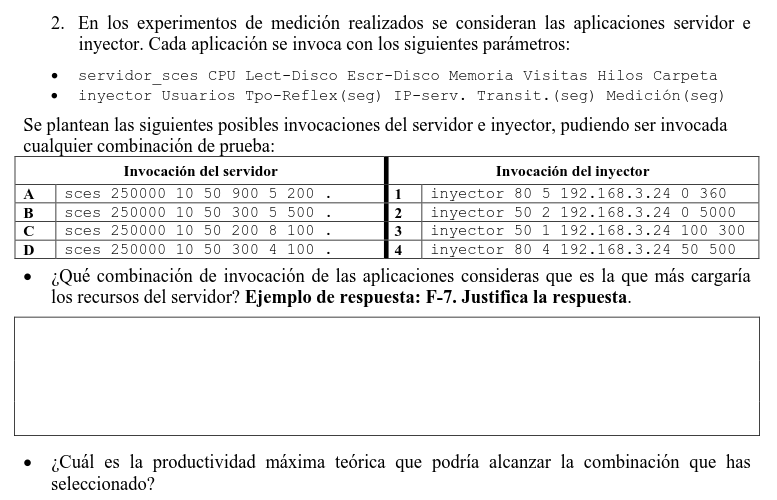 2. En los experimentos de medición realizados se consideran las aplicaciones servidor e
inyector. Cada aplicación se invoca con los siguientes parámetros:
• servidor_sces CPU Lect-Disco Escr-Disco Memoria Visitas Hilos Carpeta
• inyector Usuarios Tpo-Reflex(seg) IP-serv. Transit.(seg) Medición(seg)
Se plantean las siguientes posibles invocaciones del servidor e inyector, pudiendo ser invocada
cualquier combinación de prueba:
Invocación del servidor Invocación del inyector
A sces 250000 10 50 900 5 200 . 1 inyector 80 5 192.168.3.24 0 360
B sces 250000 10 50 300 5 500 . 2 inyector 50 2 192.168.3.24 0 5000
C sces 250000 10 50 200 8 100 . 3 inyector 50 1 192.168.3.24 100 300
D sces 250000 10 50 300 4 100 . 4 inyector 80 4 192.168.3.24 50 500
• ¿Qué combinación de invocación de las aplicaciones consideras que es la que más cargaría
los recursos del servidor? Ejemplo de respuesta: F-7. Justifica la respuesta.
• ¿Cuál es la productividad máxima teórica que podría alcanzar la combinación que has
seleccionado?